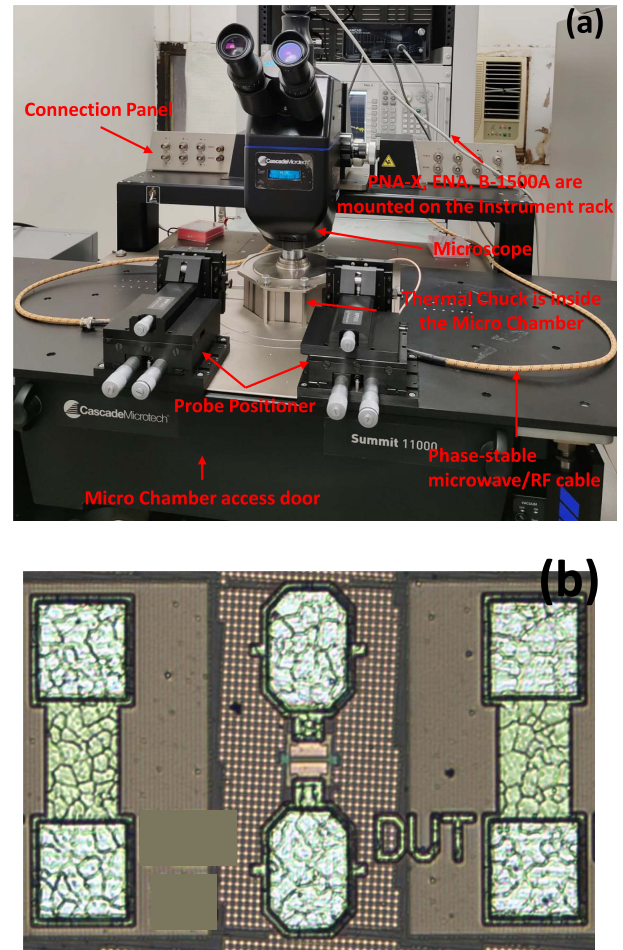 (a)
Connection Panel
CascadeMicrotech
PNA-X, ENA, B-1500A are
mounted on the Instrument rack
Microscope
Thermal Chuck is inside
the Micro Chamber
Probe Positioner
CascadeMicrotech
Summit 11000
Phase-stable
microwave/RF cable
Micro Chamber access door
VACUUM
(b)
DUT